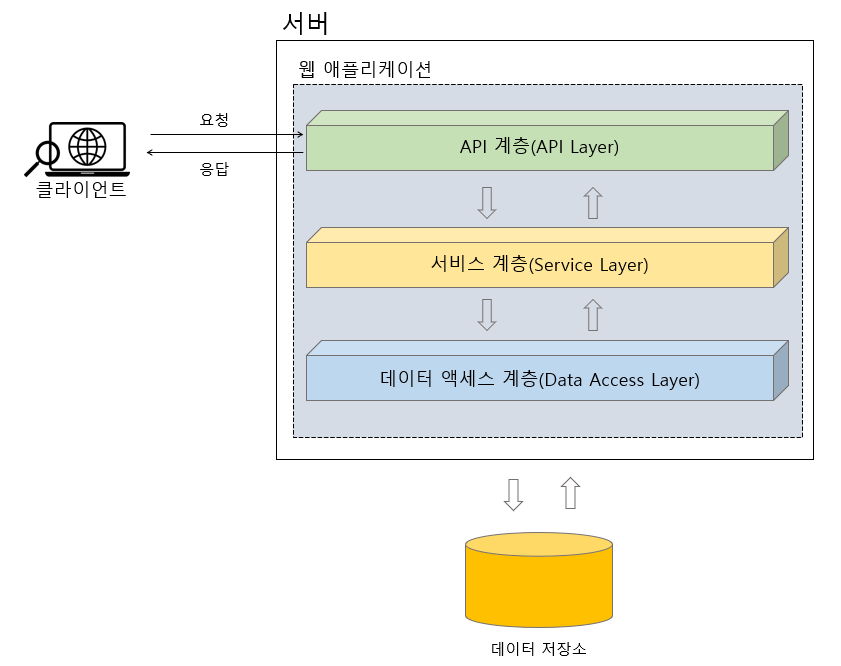 서버
웹 애플리케이션
요청
API 계층(API Layer)
응답
클라이언트
서비스 계층(Service Layer)
데이터 액세스 계층(Data Access Layer)
데이터 저장소